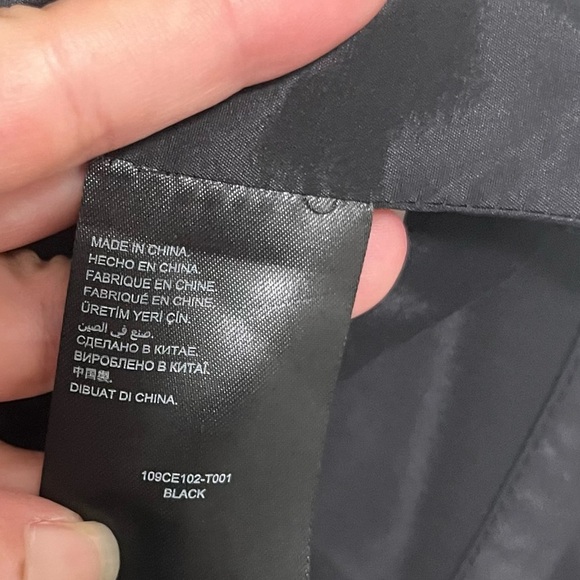 MADE IN CHINA.
HECHO EN CHINA.
FABRIQUE EN CHINE.
FABRIQUÉ EN CHINE.
ÜRETİM YERİ ÇİN.
صنع في الصين.
СДЕЛАНО В КИТАЕ.
ВИРОБЛЕНО В КИТАЇ.
中国製.
DIBUAT DI CHINA.
109CE102-T001
BLACK